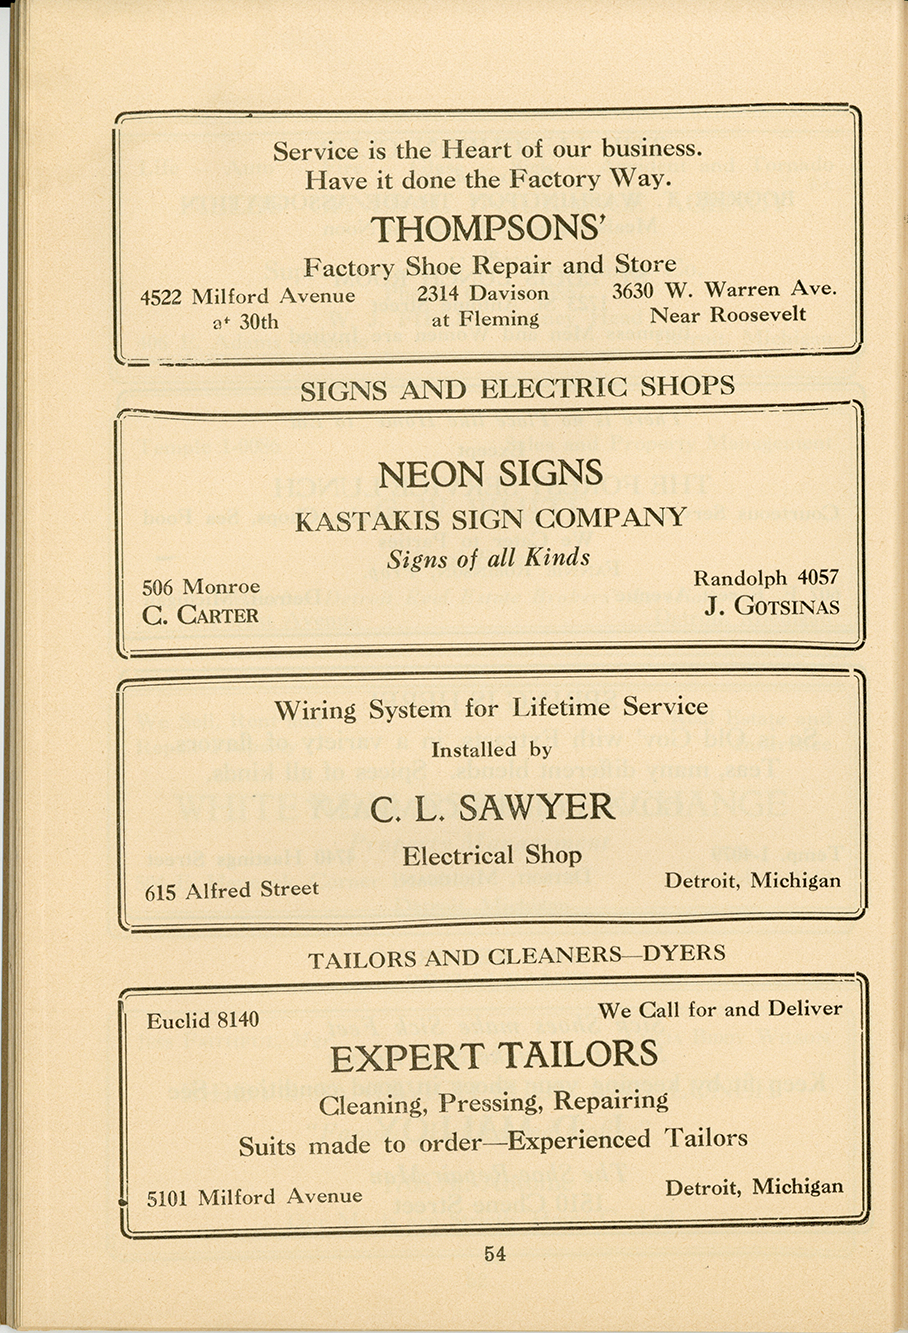 Service is the Heart of our business.
Have it done the Factory Way.
THOMPSONS'
Factory Shoe Repair and Store
4522 Milford Avenue 2314 Davison 3630 W. Warren Ave.
at 30th at Fleming Near Roosevelt
SIGNS AND ELECTRIC SHOPS
NEON SIGNS
KASTAKIS SIGN COMPANY
Signs of all Kinds
506 Monroe Randolph 4057
C. CARTER J. GOTSINAS
Wiring System for Lifetime Service
Installed by
C. L. SAWYER
Electrical Shop
615 Alfred Street Detroit, Michigan
TAILORS AND CLEANERS—DYERS
Euclid 8140 We Call for and Deliver
EXPERT TAILORS
Cleaning, Pressing, Repairing
Suits made to order—Experienced Tailors
5101 Milford Avenue Detroit, Michigan
54